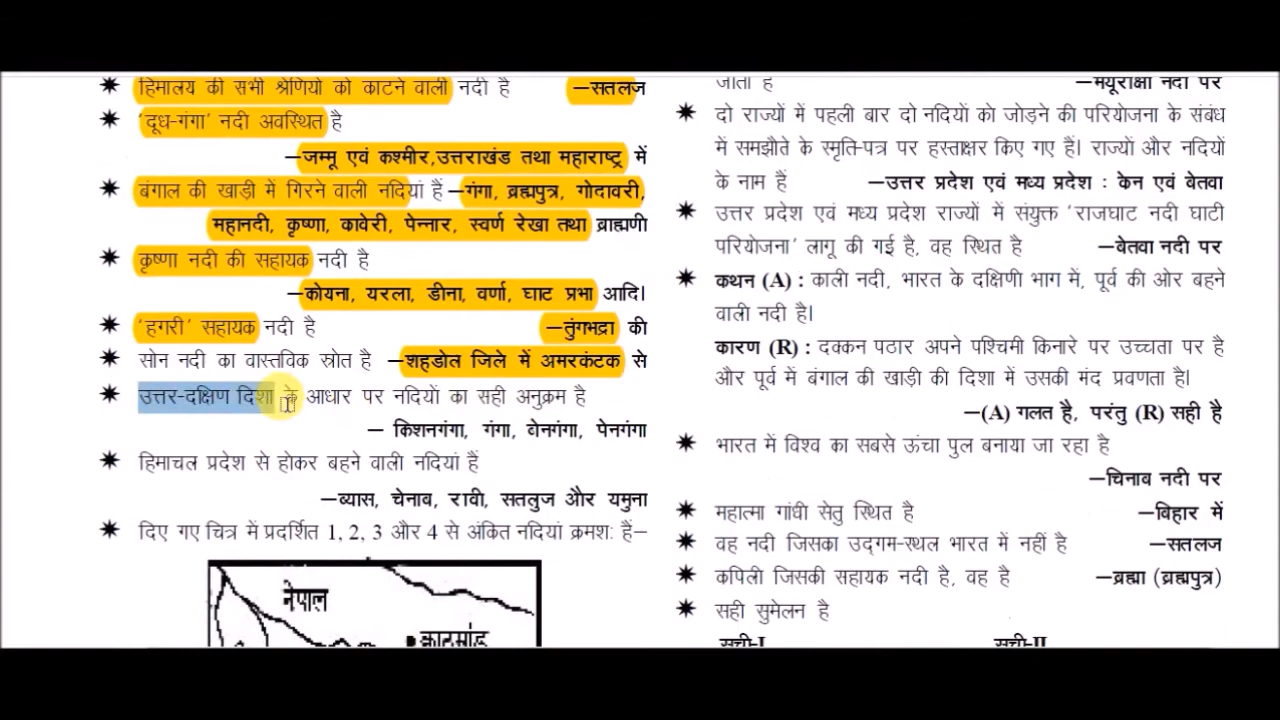 हिमालय की सभी श्रेणियों को काटने वाली नदी है –सतलज
'दूध-गंगा' नदी अवस्थित है
–जम्मू एवं कश्मीर,उत्तराखंड तथा महाराष्ट्र में
बंगाल की खाड़ी में गिरने वाली नदियां हैं –गंगा, ब्रह्मपुत्र, गोदावरी,
महानदी, कृष्णा, कावेरी, पेन्नार, स्वर्ण रेखा तथा ब्राह्मणी
कृष्णा नदी की सहायक नदी है
–कोयना, यरला, डीना, वर्णा, घाट प्रभा आदि।
'हगरी' सहायक नदी है –तुंगभद्रा की
सोन नदी का वास्तविक स्रोत है –शहडोल जिले में अमरकंटक से
उत्तर-दक्षिण दिशा के आधार पर नदियों का सही अनुक्रम है
– किशनगंगा, गंगा, वेनगंगा, पेनगंगा
हिमाचल प्रदेश से होकर बहने वाली नदियां हैं
–ब्यास, चेनाब, रावी, सतलुज और यमुना
दिए गए चित्र में प्रदर्शित 1, 2, 3 और 4 से अंकित नदियां क्रमशः हैं–
नेपाल
काठमांडू
जाता है –मयूराक्षी नदी पर
दो राज्यों में पहली बार दो नदियों को जोड़ने की परियोजना के संबंध
में समझौते के स्मृति-पत्र पर हस्ताक्षर किए गए हैं। राज्यों और नदियों
के नाम हैं –उत्तर प्रदेश एवं मध्य प्रदेश : केन एवं बेतवा
उत्तर प्रदेश एवं मध्य प्रदेश राज्यों में संयुक्त 'राजघाट नदी घाटी
परियोजना' लागू की गई है, वह स्थित है –बेतवा नदी पर
कथन (A) : काली नदी, भारत के दक्षिणी भाग में, पूर्व की ओर बहने
वाली नदी है।
कारण (R) : दक्कन पठार अपने पश्चिमी किनारे पर उच्चता पर है
और पूर्व में बंगाल की खाड़ी की दिशा में उसकी मंद प्रवणता है।
–(A) गलत है, परंतु (R) सही है
भारत में विश्व का सबसे ऊंचा पुल बनाया जा रहा है
–चिनाब नदी पर
महात्मा गांधी सेतु स्थित है –बिहार में
वह नदी जिसका उद्गम-स्थल भारत में नहीं है –सतलज
कपिली जिसकी सहायक नदी है, वह है –ब्रह्मा (ब्रह्मपुत्र)
सही सुमेलन है
सूची-I सूची-II